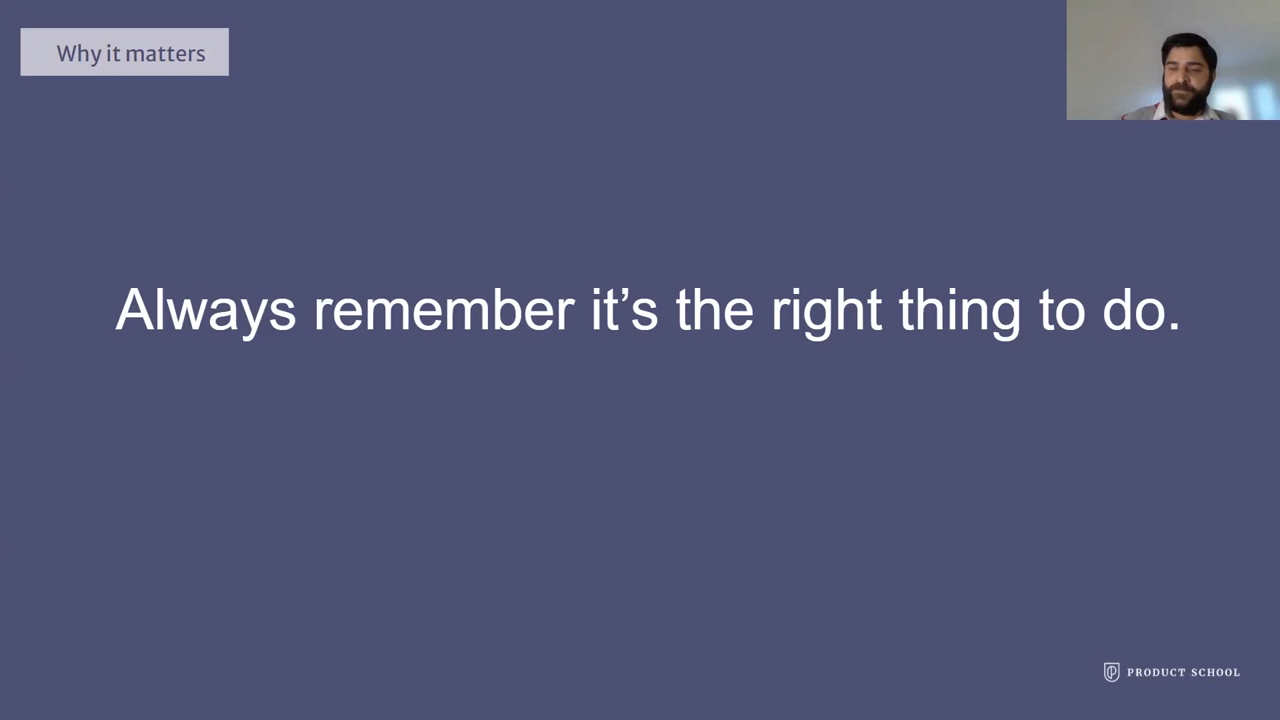 Why it matters
Always remember it’s the right thing to do.
PRODUCT SCHOOL